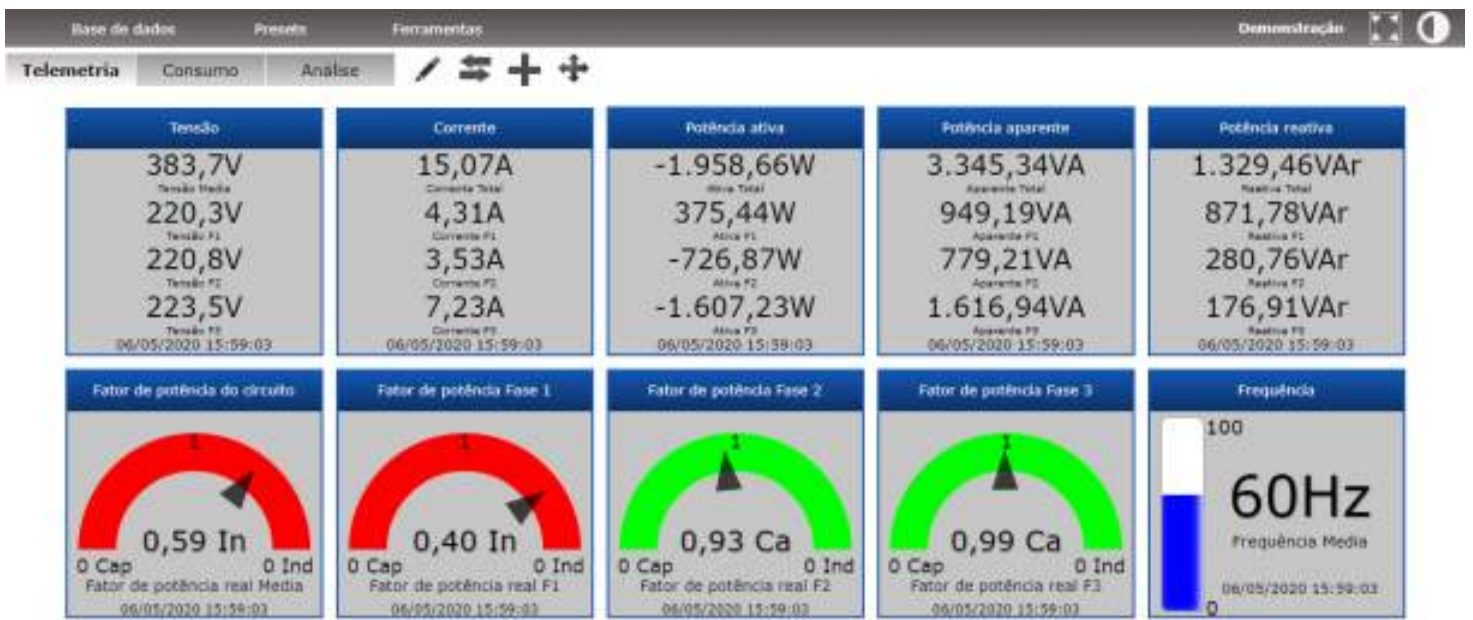 Base de dados Presets Ferramentas Demonstração
Telemetria Consumo Análise
Tensão
383,7V
Tensão Media
220,3V
Tensão F1
220,8V
Tensão F2
223,5V
Tensão F3
06/05/2020 15:59:03
Corrente
15,07A
Corrente Total
4,31A
Corrente F1
3,53A
Corrente F2
7,23A
Corrente F3
06/05/2020 15:59:03
Potência ativa
-1.958,66W
Ativa Total
375,44W
Ativa F1
-726,87W
Ativa F2
-1.607,23W
Ativa F3
06/05/2020 15:59:03
Potência aparente
3.345,34VA
Aparente Total
949,19VA
Aparente F1
779,21VA
Aparente F2
1.616,94VA
Aparente F3
06/05/2020 15:59:03
Potência reativa
1.329,46VAr
Reativa Total
871,78VAr
Reativa F1
280,76VAr
Reativa F2
176,91VAr
Reativa F3
06/05/2020 15:59:03
Fator de potência do circuito
1
0,59 In
0 Cap 0 Ind
Fator de potência real Media
06/05/2020 15:59:03
Fator de potência Fase 1
1
0,40 In
0 Cap 0 Ind
Fator de potência real F1
06/05/2020 15:59:03
Fator de potência Fase 2
1
0,93 Ca
0 Cap 0 Ind
Fator de potência real F2
06/05/2020 15:59:03
Fator de potência Fase 3
1
0,99 Ca
0 Cap 0 Ind
Fator de potência real F3
06/05/2020 15:59:03
Frequência
100
60Hz
Frequência Media
06/05/2020 15:59:03
0